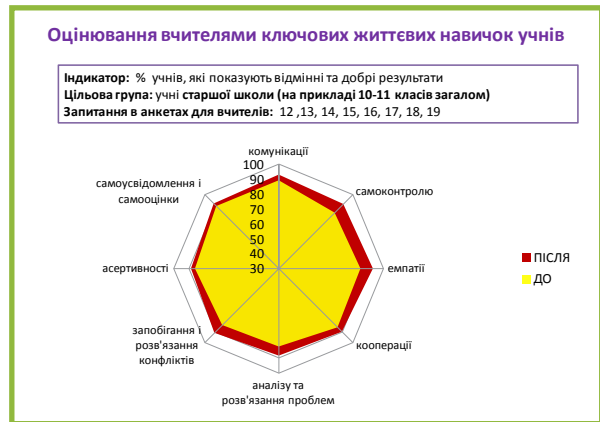 Оцінювання вчителями ключових життєвих навичок учнів
Індикатор: % учнів, які показують відмінні та добрі результати
Цільова група: учні старшої школи (на прикладі 10-11 класів загалом)
Запитання в анкетах для вчителів: 12 ,13, 14, 15, 16, 17, 18, 19
комунікації
100
90
80
70
60
50
40
30
самоконтролю
емпатії
кооперації
аналізу та
розв'язання проблем
запобігання і
розв'язання
конфліктів
асертивності
самоусвідомлення і
самооцінки
ПІСЛЯ
ДО